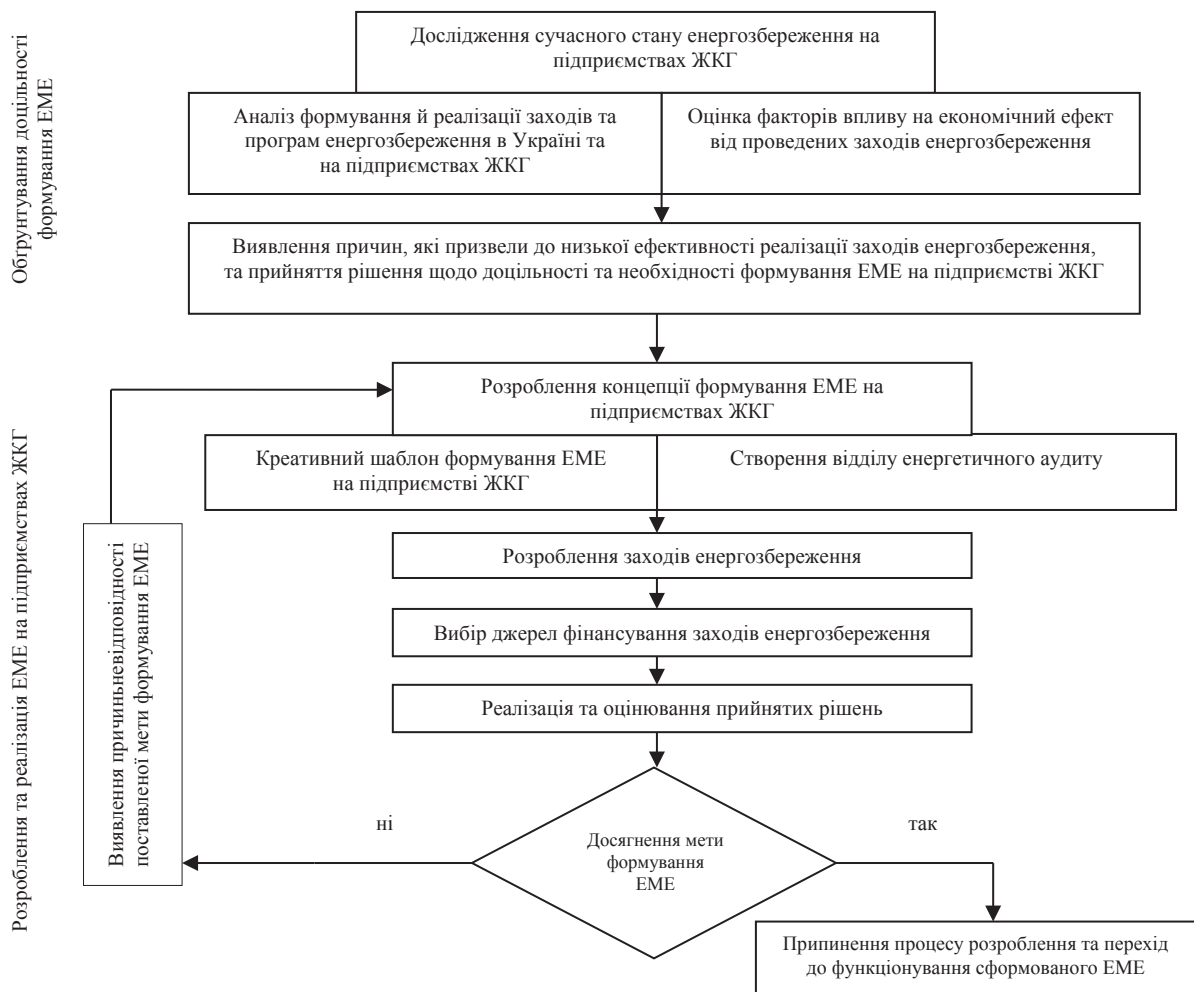 Обґрунтування доцільності
формування ЕМЕ
Дослідження сучасного стану енергозбереження на
підприємствах ЖКГ
Аналіз формування й реалізації заходів та
програм енергозбереження в Україні та
на підприємствах ЖКГ
Оцінка факторів впливу на економічний ефект
від проведених заходів енергозбереження
Виявлення причин, які призвели до низької ефективності реалізації заходів енергозбереження,
та прийняття рішення щодо доцільності та необхідності формування ЕМЕ на підприємстві ЖКГ
Розроблення та реалізація ЕМЕ на підприємствах ЖКГ
Розроблення концепції формування ЕМЕ на
підприємствах ЖКГ
Креативний шаблон формування ЕМЕ
на підприємстві ЖКГ
Створення відділу енергетичного аудиту
Розроблення заходів енергозбереження
Вибір джерел фінансування заходів енергозбереження
Реалізація та оцінювання прийнятих рішень
Виявлення причиньневідповідності
поставленої мети формування ЕМЕ
ні
так
Досягнення мети
формування
ЕМЕ
Припинення процесу розроблення та перехід
до функціонування сформованого ЕМЕ